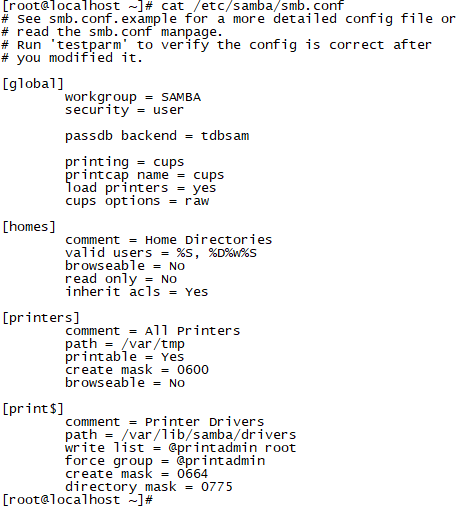 [root@localhost ~]# cat /etc/samba/smb.conf
# See smb.conf.example for a more detailed config file or
# read the smb.conf manpage.
# Run 'testparm' to verify the config is correct after
# you modified it.
[global]
workgroup = SAMBA
security = user
passdb backend = tdbsam
printing = cups
printcap name = cups
load printers = yes
cups options = raw
[homes]
comment = Home Directories
valid users = %S, %D%w%S
browseable = No
read only = No
inherit acls = Yes
[printers]
comment = All Printers
path = /var/tmp
printable = Yes
create mask = 0600
browseable = No
[print$]
comment = Printer Drivers
path = /var/lib/samba/drivers
write list = @printadmin root
force group = @printadmin
create mask = 0664
directory mask = 0775
[root@localhost ~]#